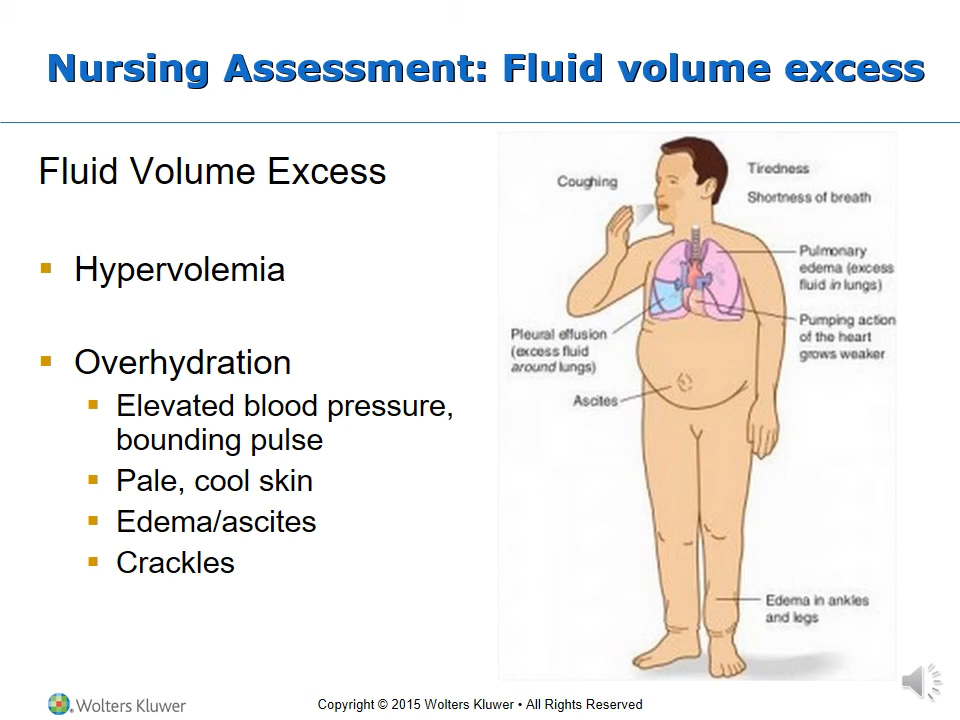 Nursing Assessment: Fluid volume excess
Fluid Volume Excess
Hypervolemia
Overhydration
Elevated blood pressure,
bounding pulse
Pale, cool skin
Edema/ascites
Crackles
Coughing
Tiredness
Shortness of breath
Pulmonary
edema (excess
fluid in lungs)
Pleural effusion
(excess fluid
around lungs)
Pumping action
of the heart
grows weaker
Ascites
Edema in ankles
and legs
Wolters Kluwer
Copyright © 2015 Wolters Kluwer • All Rights Reserved